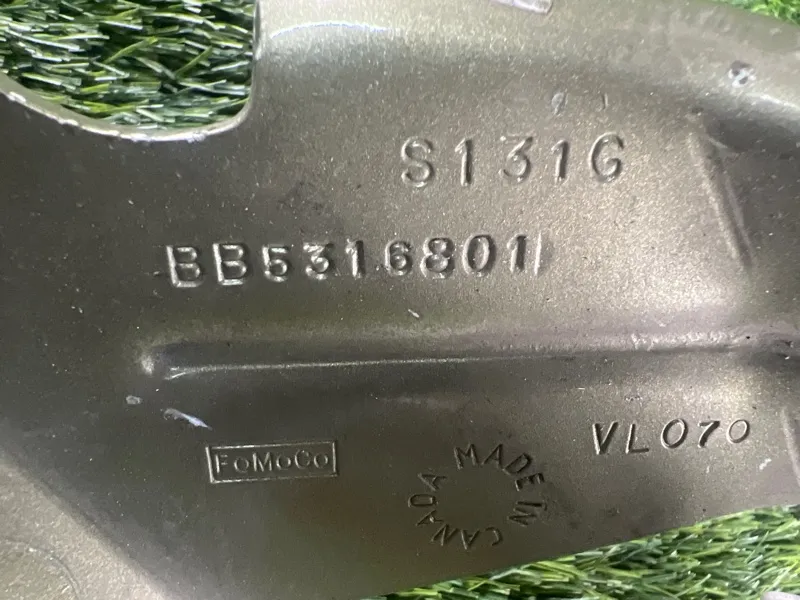 S131G
BB5316801
VL070
FoMoCo
MADE IN CANADA